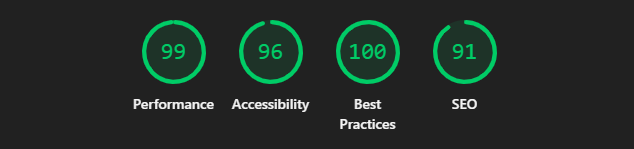 99 96 100 91
Performance Accessibility Best SEO
Practices